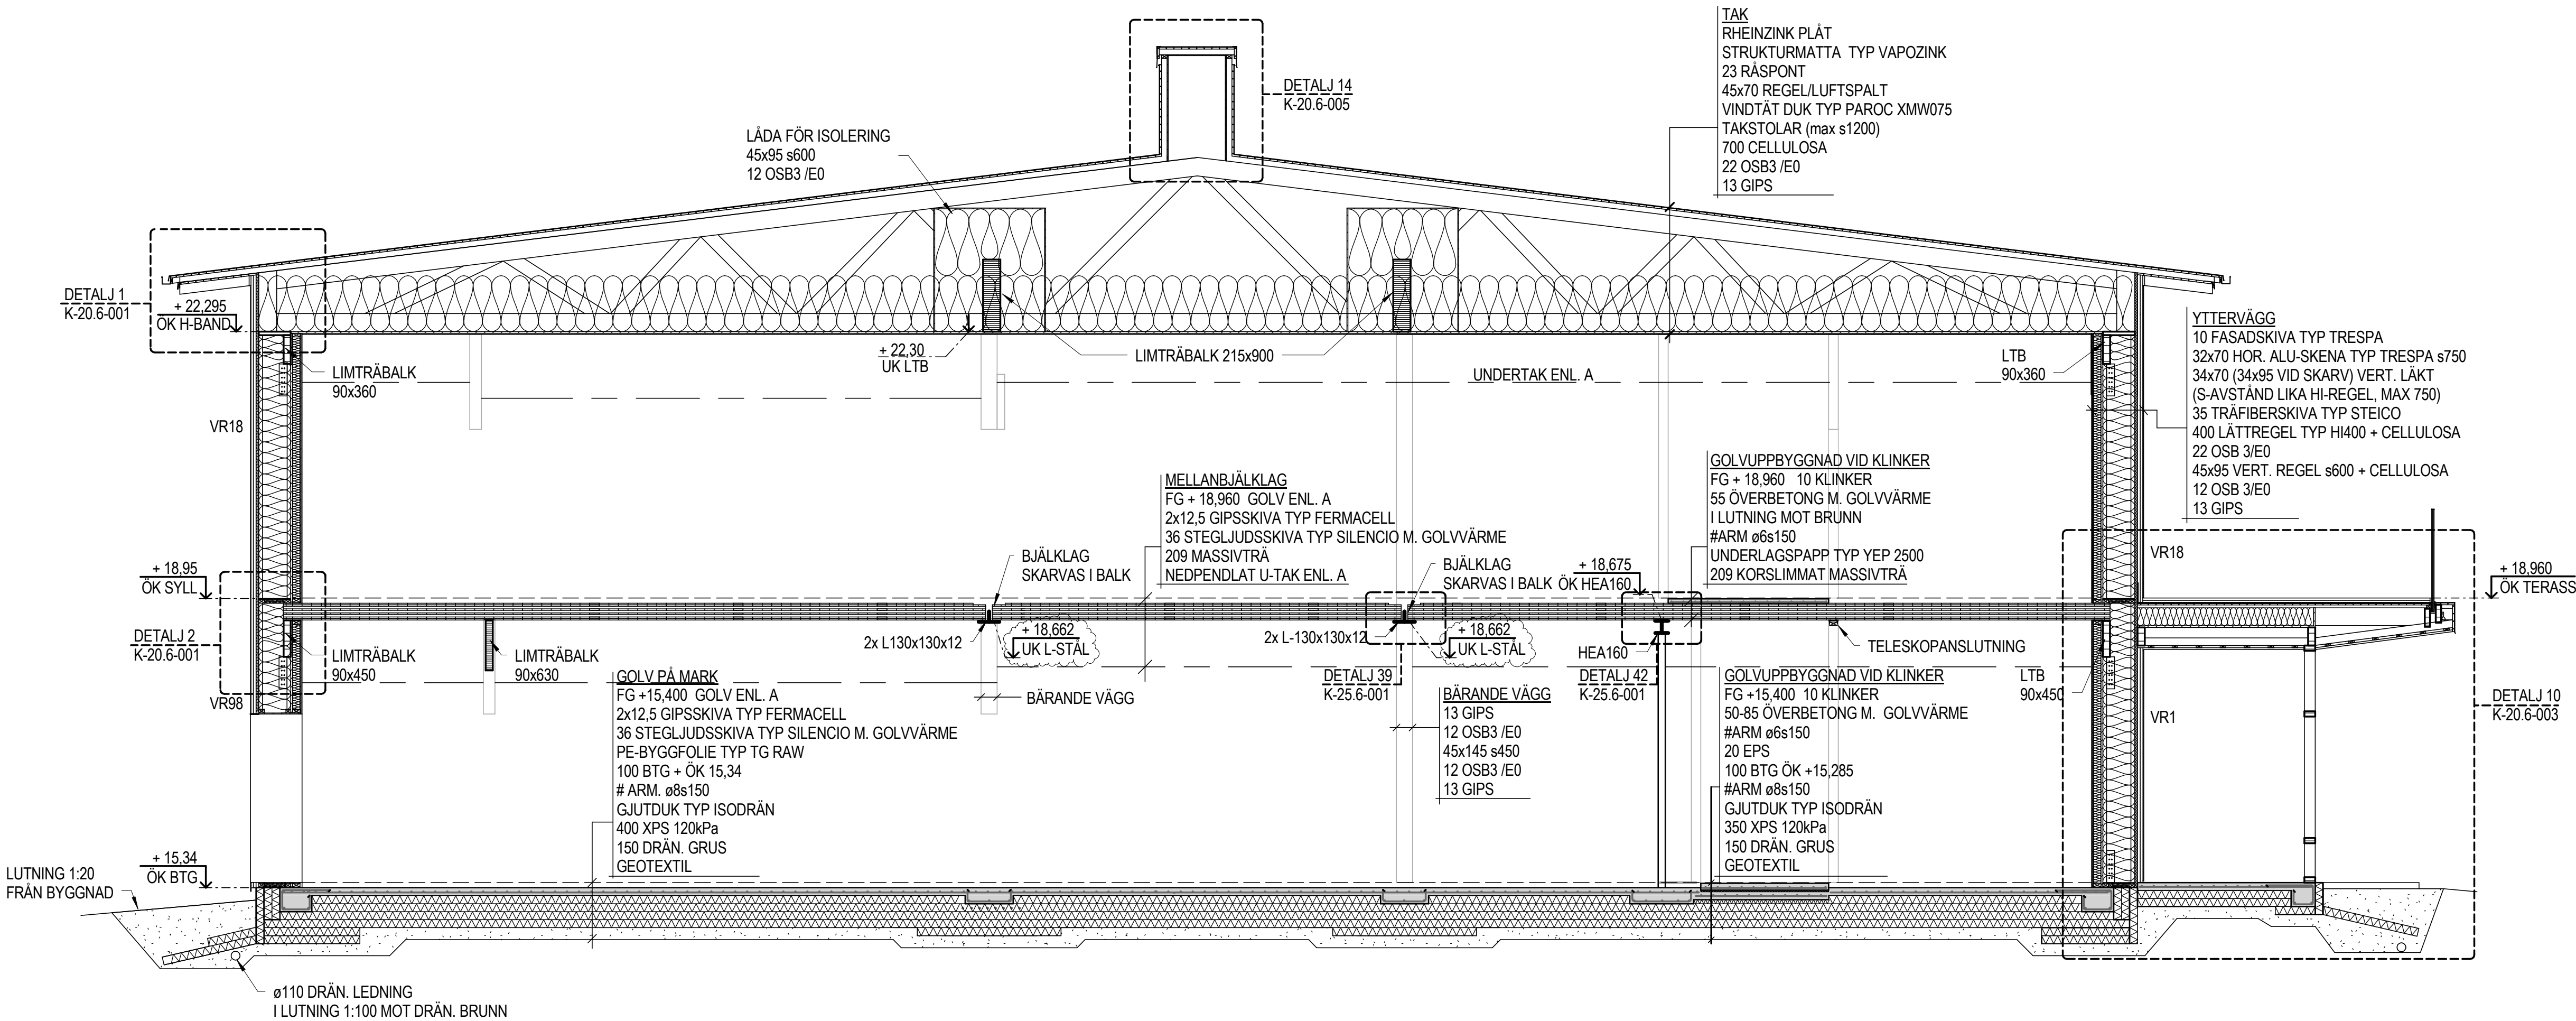 TAK
RHEINZINK PLÅT
STRUKTURMATTA TYP VAPOZINK
23 RÅSPONT
45x70 REGEL/LUFTSPALT
VINDTÄT DUK TYP PAROC XMW075
TAKSTOLAR (max s1200)
700 CELLULOSA
22 OSB3 /E0
13 GIPS
DETALJ 14
K-20.6-005
LÅDA FÖR ISOLERING
45x95 s600
12 OSB3 /E0
DETALJ 1
K-20.6-001
+ 22,295
ÖK H-BAND
+ 22,30
UK LTB
LIMTRÄBALK 215x900
LIMTRÄBALK
90x360
UNDERTAK ENL. A
LTB
90x360
VR18
YTTERVÄGG
10 FASADSKIVA TYP TRESPA
32x70 HOR. ALU-SKENA TYP TRESPA s750
34x70 (34x95 VID SKARV) VERT. LÄKT
(S-AVSTÅND LIKA HI-REGEL, MAX 750)
35 TRÄFIBERSKIVA TYP STEICO
400 LÄTTREGEL TYP HI400 + CELLULOSA
22 OSB 3/E0
45x95 VERT. REGEL s600 + CELLULOSA
12 OSB 3/E0
13 GIPS
MELLANBJÄLKLAG
FG + 18,960 GOLV ENL. A
2x12,5 GIPSSKIVA TYP FERMACELL
36 STEGLJUDSSKIVA TYP SILENCIO M. GOLVVÄRME
209 MASSIVTRÄ
NEDPENDLAT U-TAK ENL. A
GOLVUPPBYGGNAD VID KLINKER
FG + 18,960 10 KLINKER
55 ÖVERBETONG M. GOLVVÄRME
I LUTNING MOT BRUNN
#ARM ø6s150
UNDERLAGSPAPP TYP YEP 2500
209 KORSLIMMAT MASSIVTRÄ
BJÄLKLAG
SKARVAS I BALK
BJÄLKLAG
SKARVAS I BALK
+ 18,675
ÖK HEA160
VR18
+ 18,960
ÖK TERASS
+ 18,95
ÖK SYLL
DETALJ 2
K-20.6-001
LIMTRÄBALK
90x450
LIMTRÄBALK
90x630
2x L130x130x12
+ 18,662
UK L-STÅL
2x L-130x130x12
+ 18,662
UK L-STÅL
HEA160
TELESKOPANSLUTNING
DETALJ 39
K-25.6-001
DETALJ 42
K-25.6-001
LTB
90x450
VR98
BÄRANDE VÄGG
GOLV PÅ MARK
FG +15,400 GOLV ENL. A
2x12,5 GIPSSKIVA TYP FERMACELL
36 STEGLJUDSSKIVA TYP SILENCIO M. GOLVVÄRME
PE-BYGGFOLIE TYP TG RAW
100 BTG + ÖK 15,34
# ARM. ø8s150
GJUTDUK TYP ISODRÄN
400 XPS 120kPa
150 DRÄN. GRUS
GEOTEXTIL
BÄRANDE VÄGG
13 GIPS
12 OSB3 /E0
45x145 s450
12 OSB3 /E0
13 GIPS
GOLVUPPBYGGNAD VID KLINKER
FG +15,400 10 KLINKER
50-85 ÖVERBETONG M. GOLVVÄRME
#ARM ø6s150
20 EPS
100 BTG ÖK +15,285
#ARM ø8s150
GJUTDUK TYP ISODRÄN
350 XPS 120kPa
150 DRÄN. GRUS
GEOTEXTIL
VR1
DETALJ 10
K-20.6-003
+ 15,34
ÖK BTG
LUTNING 1:20
FRÅN BYGGNAD
ø110 DRÄN. LEDNING
I LUTNING 1:100 MOT DRÄN. BRUNN